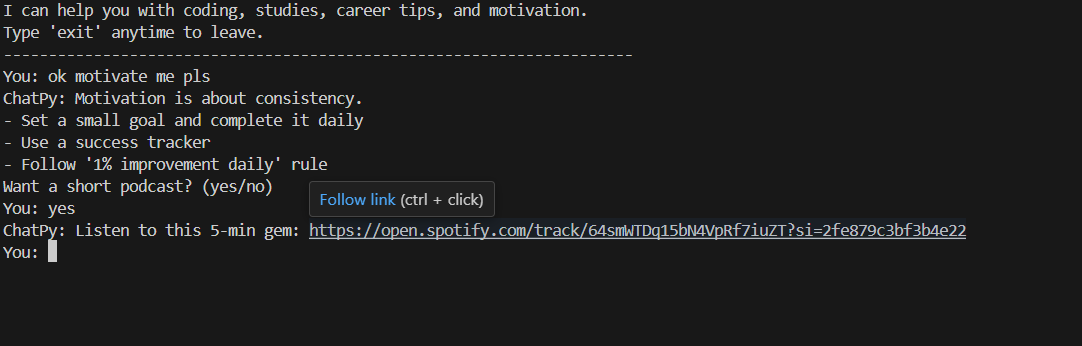 I can help you with coding, studies, career tips, and motivation.
Type 'exit' anytime to leave.
----------------------------------------------------------------------
You: ok motivate me pls
ChatPy: Motivation is about consistency.
- Set a small goal and complete it daily
- Use a success tracker
- Follow '1% improvement daily' rule
Want a short podcast? (yes/no)
Follow link (ctrl + click)
You: yes
ChatPy: Listen to this 5-min gem: https://open.spotify.com/track/64smWTDq15bN4VpRf7iuZT?si=2fe879c3bf3b4e22
You: